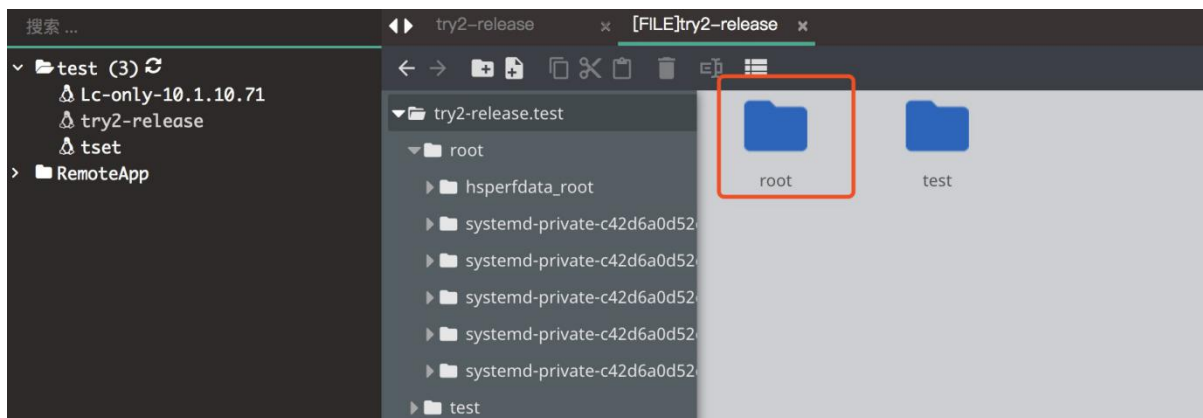 搜索 ...
test (3)
Lc-only-10.1.10.71
try2-release
tset
RemoteApp
try2-release
[FILE]try2-release
try2-release.test
root
hsperfdata_root
systemd-private-c42d6a0d52
systemd-private-c42d6a0d52
systemd-private-c42d6a0d52
systemd-private-c42d6a0d52
systemd-private-c42d6a0d52
test
root
test